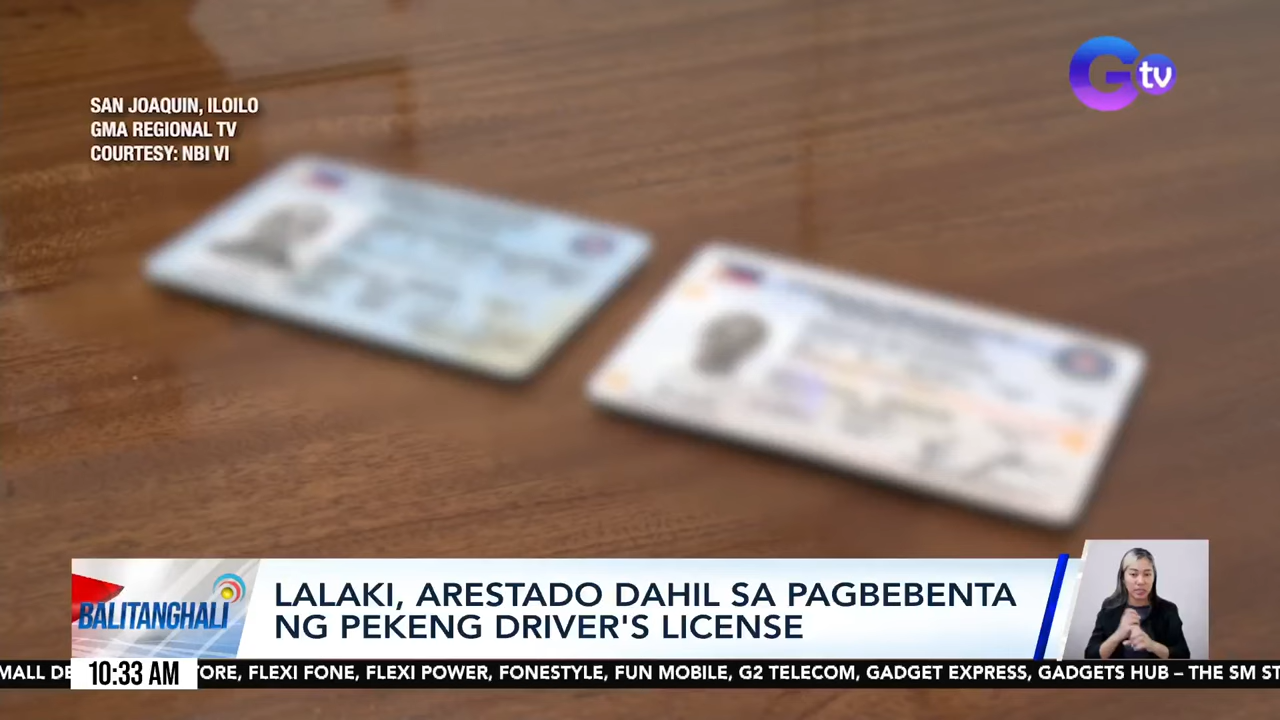 G tv
SAN JOAQUIN, ILOILO
GMA REGIONAL TV
COURTESY: NBI VI
BALITANGHALI
LALAKI, ARESTADO DAHIL SA PAGBEBENTA
NG PEKENG DRIVER'S LICENSE
10:33 AM
MALL DE
ORE, FLEXI FONE, FLEXI POWER, FONESTYLE, FUN MOBILE, G2 TELECOM, GADGET EXPRESS, GADGETS HUB – THE SM ST